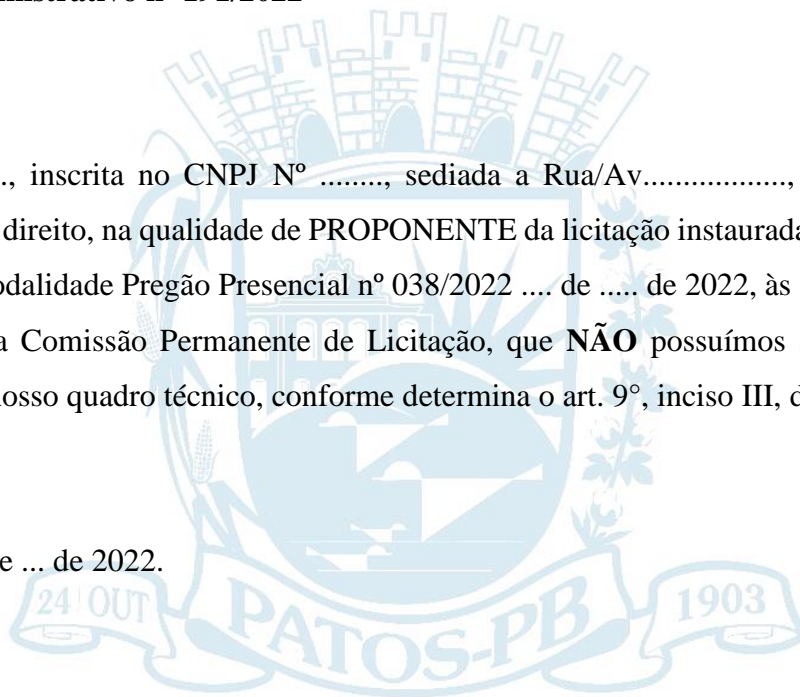 ., inscrita no CNPJ Nº ........, sediada a Rua/Av.................,
direito, na qualidade de PROPONENTE da licitação instaurada
dalidade Pregão Presencial nº 038/2022 .... de ..... de 2022, às
a Comissão Permanente de Licitação, que NÃO possuímos
osso quadro técnico, conforme determina o art. 9°, inciso III, d
e ... de 2022.
24 OUT PATOS-PB 1903